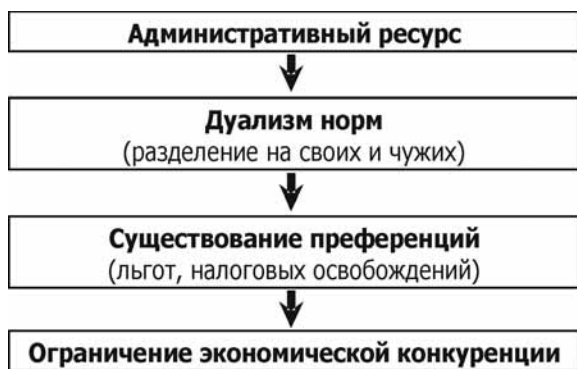 Административный ресурс
Дуализм норм
(разделение на своих и чужих)
Существование преференций
(льгот, налоговых освобождений)
Ограничение экономической конкуренции